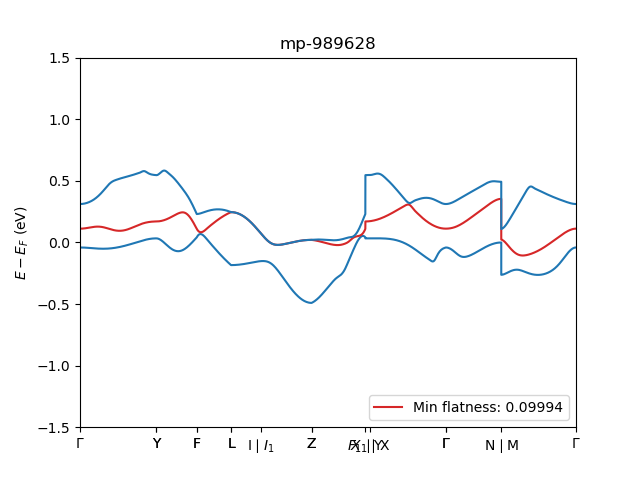 mp-989628
E − E_F (eV)
1.5
1.0
0.5
0.0
−0.5
−1.0
−1.5
Min flatness: 0.09994
Γ Y F L I | I₁ Z X Γ N | M Γ